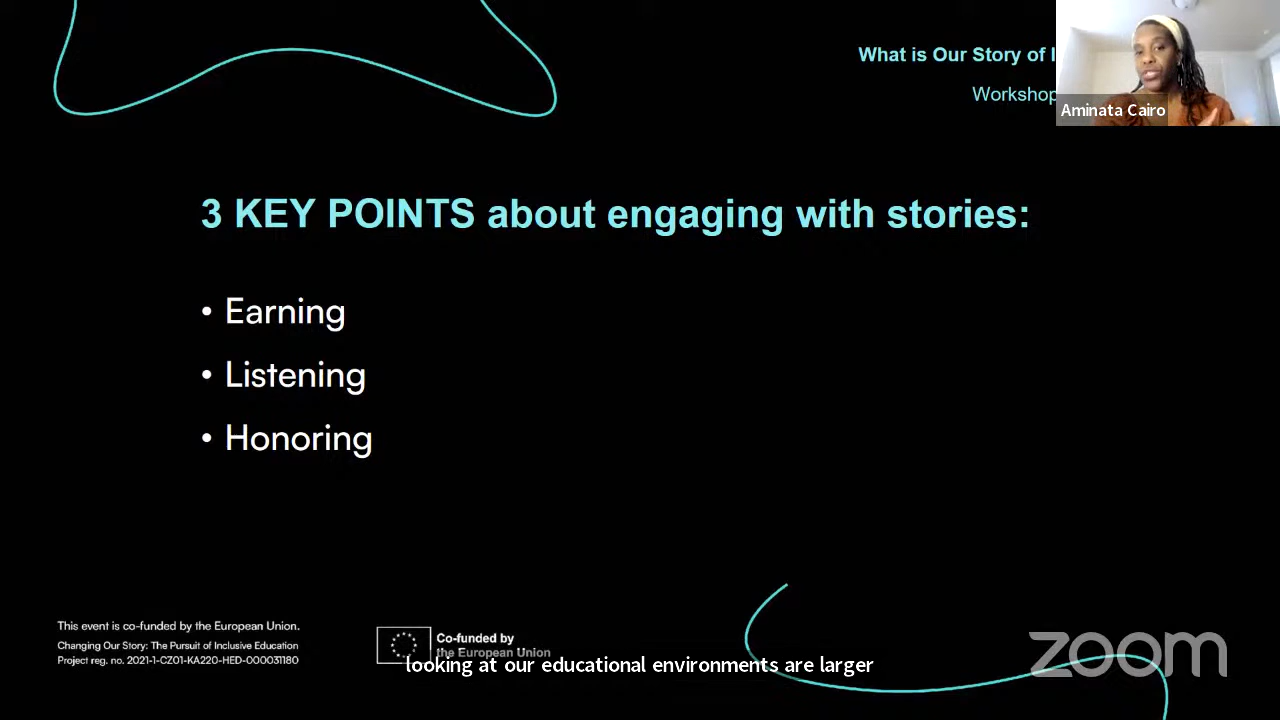 What is Our Story of I
Workshop
Aminata Cairo
3 KEY POINTS about engaging with stories:
• Earning
• Listening
• Honoring
This event is co-funded by the European Union.
Changing Our Story: The Pursuit of Inclusive Education
Project reg. no. 2021-1-CZ01-KA220-HED-000031180
Co-funded by
the European Union
looking at our educational environments are larger
zoom